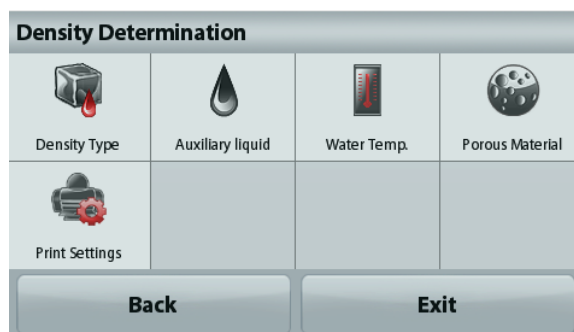 Density Determination
Density Type
Auxiliary liquid
Water Temp.
Porous Material
Print Settings
Back
Exit